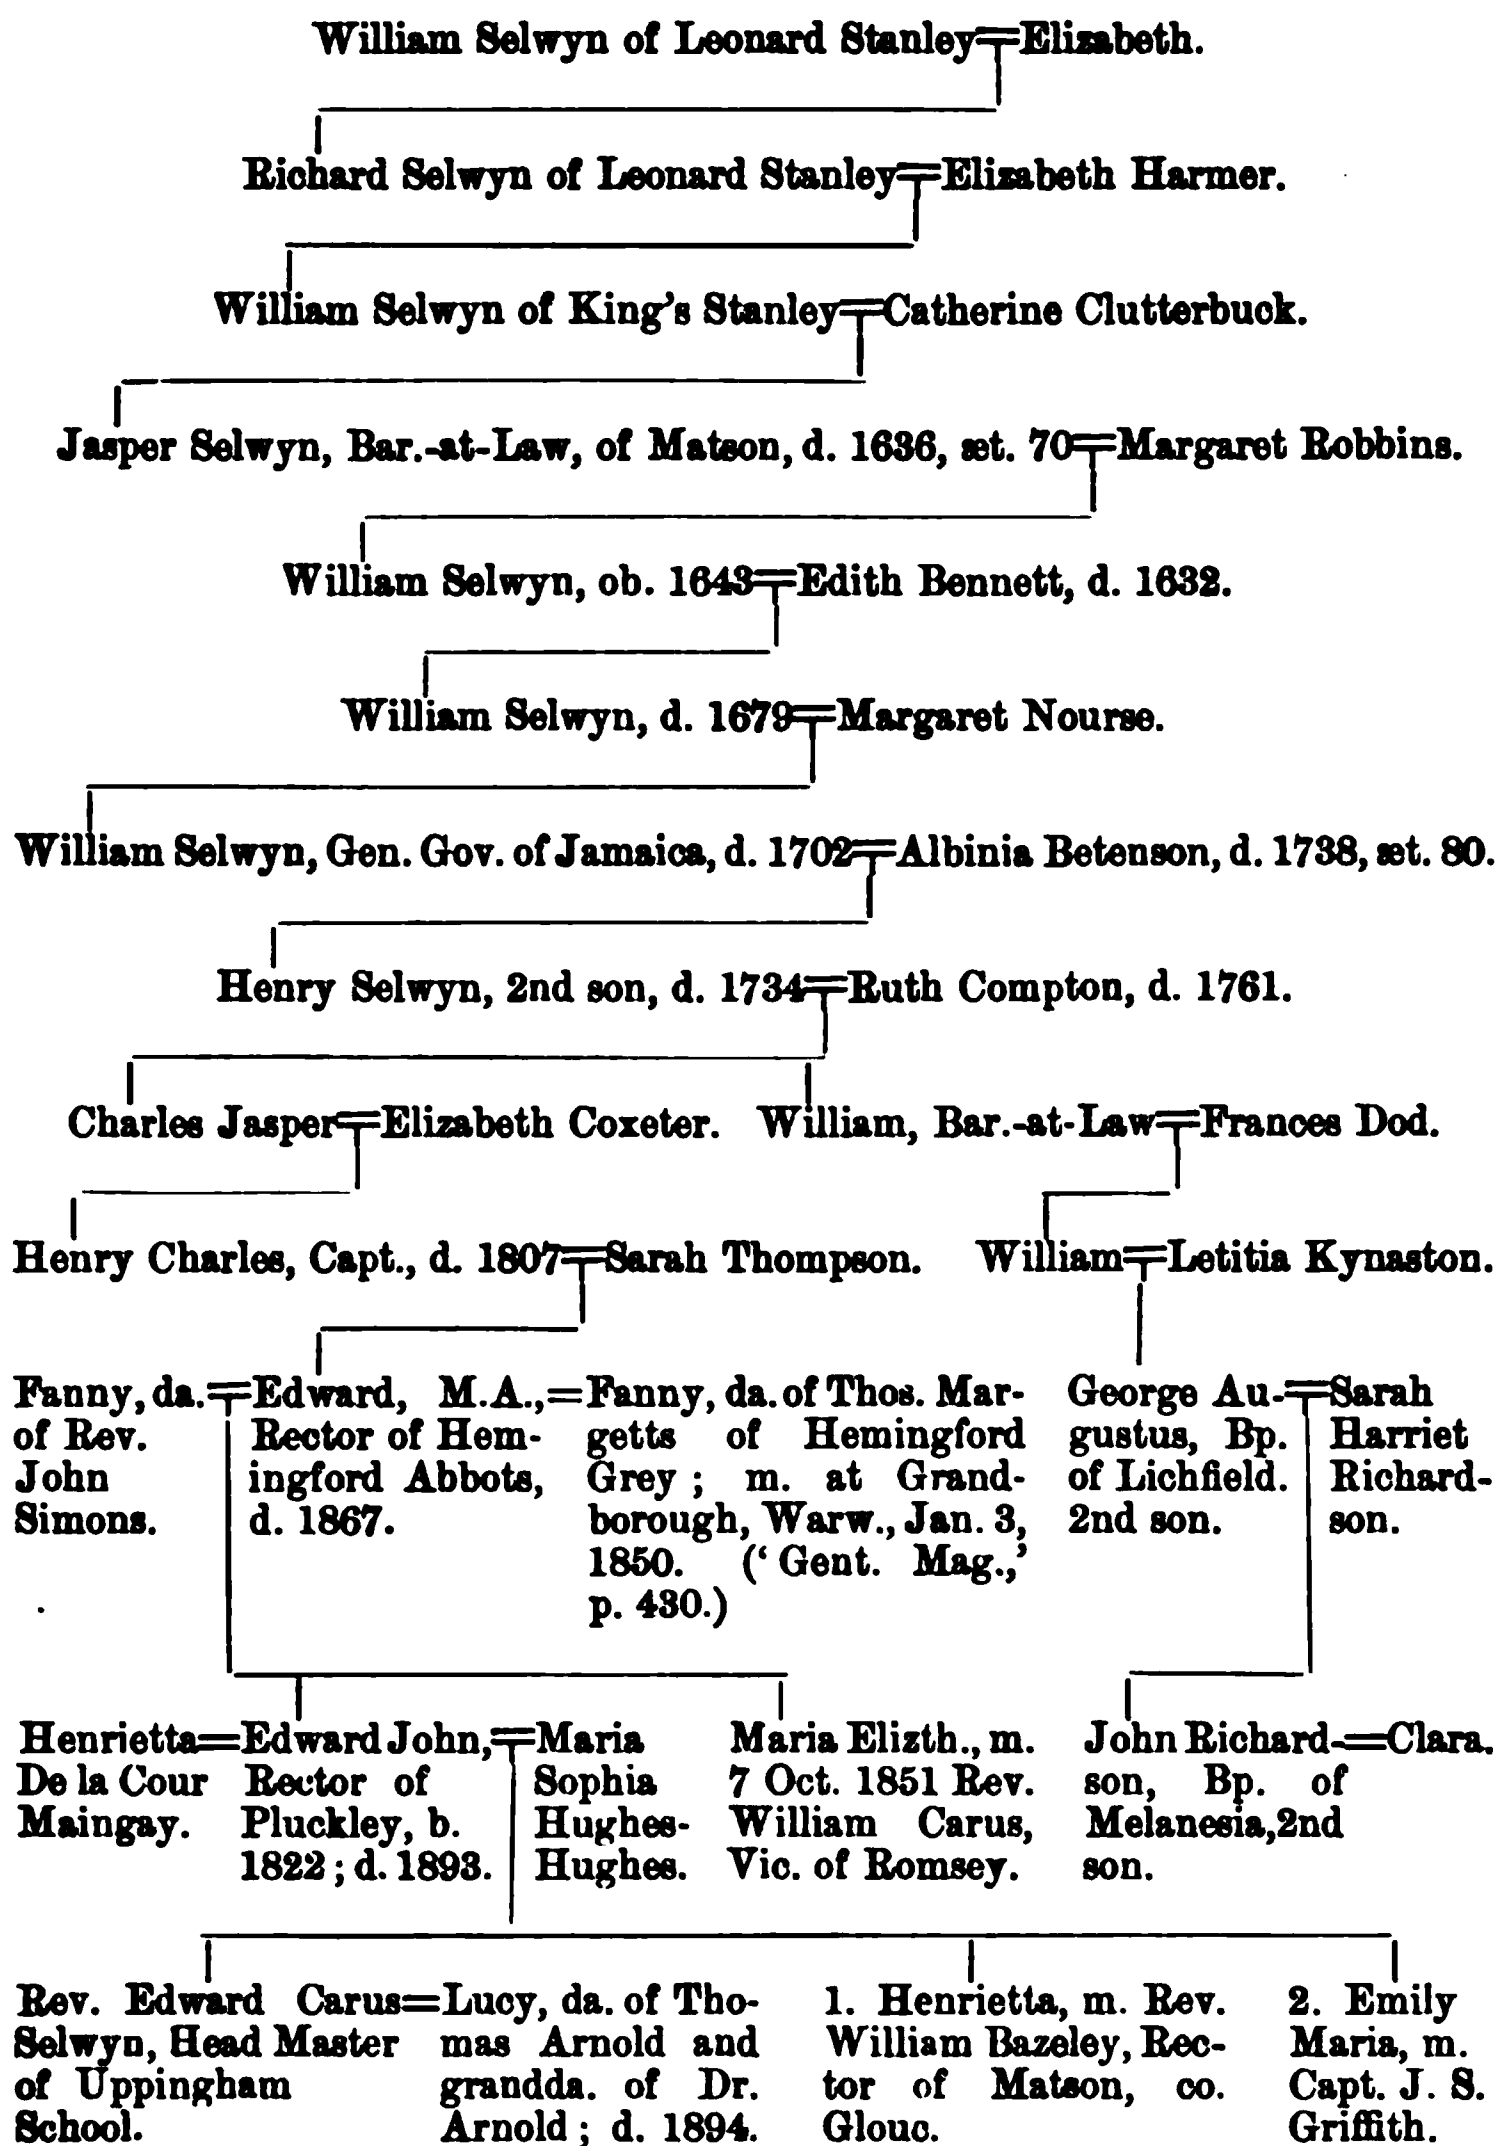 William Selwyn of Leonard Stanley=Elizabeth.
Richard Selwyn of Leonard Stanley=Elizabeth Harmer.
William Selwyn of King's Stanley=Catherine Clutterbuck.
Jasper Selwyn, Bar.-at-Law, of Matson, d. 1636, æt. 70=Margaret Robbins.
William Selwyn, ob. 1643=Edith Bennett, d. 1632.
William Selwyn, d. 1679=Margaret Nourse.
William Selwyn, Gen. Gov. of Jamaica, d. 1702=Albinia Betenson, d. 1738, æt. 80.
Henry Selwyn, 2nd son, d. 1734=Ruth Compton, d. 1761.
Charles Jasper=Elizabeth Coxeter.
William, Bar.-at-Law=Frances Dod.
Henry Charles, Capt., d. 1807=Sarah Thompson.
William=Letitia Kynaston.
Fanny, da.=
of Rev.
John
Simons.
Edward, M.A.,=
Rector of Hem-
ingford Abbots,
d. 1867.
Fanny, da. of Thos. Mar-
getts of Hemingford
Grey ; m. at Grand-
borough, Warw., Jan. 3,
1850. (' Gent. Mag.,'
p. 430.)
George Au-=
gustus, Bp.
of Lichfield.
2nd son.
Sarah
Harriet
Richard-
son.
Henrietta=
De la Cour
Maingay.
Edward John,=
Rector of
Pluckley, b.
1822 ; d. 1893.
Maria
Sophia
Hughes-
Hughes.
Maria Elizth., m.
7 Oct. 1851 Rev.
William Carus,
Vic. of Romsey.
John Richard-=
son, Bp. of
Melanesia, 2nd
son.
Clara.
Rev. Edward Carus=
Selwyn, Head Master
of Uppingham
School.
Lucy, da. of Tho-
mas Arnold and
grandda. of Dr.
Arnold ; d. 1894.
1. Henrietta, m. Rev.
William Bazeley, Rec-
tor of Matson, co.
Glouc.
2. Emily
Maria, m.
Capt. J. S.
Griffith.